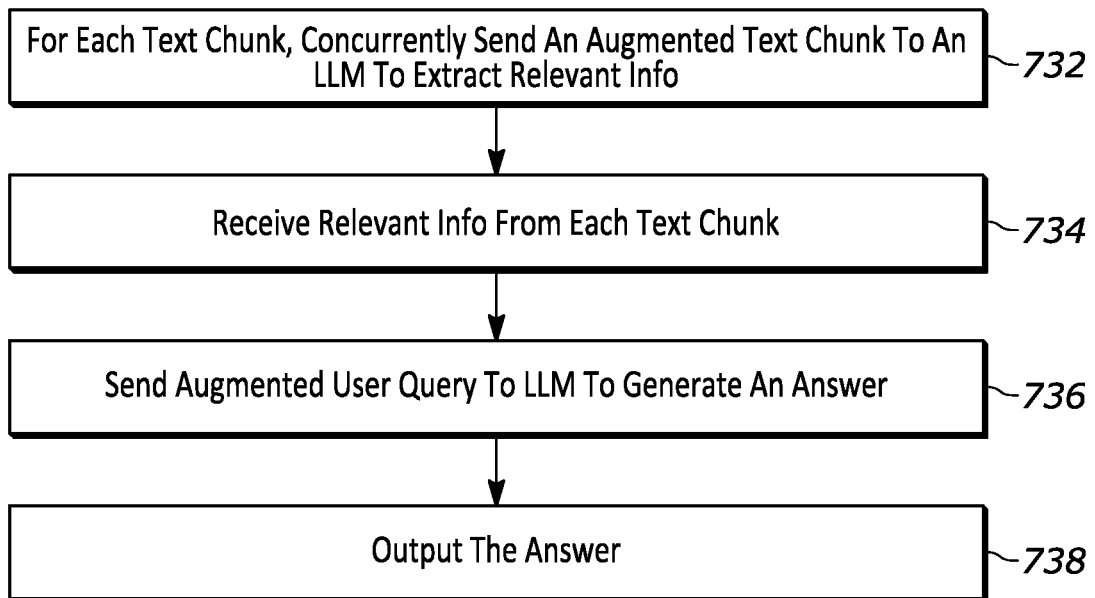 For Each Text Chunk, Concurrently Send An Augmented Text Chunk To An
LLM To Extract Relevant Info
732
Receive Relevant Info From Each Text Chunk
734
Send Augmented User Query To LLM To Generate An Answer
736
Output The Answer
738